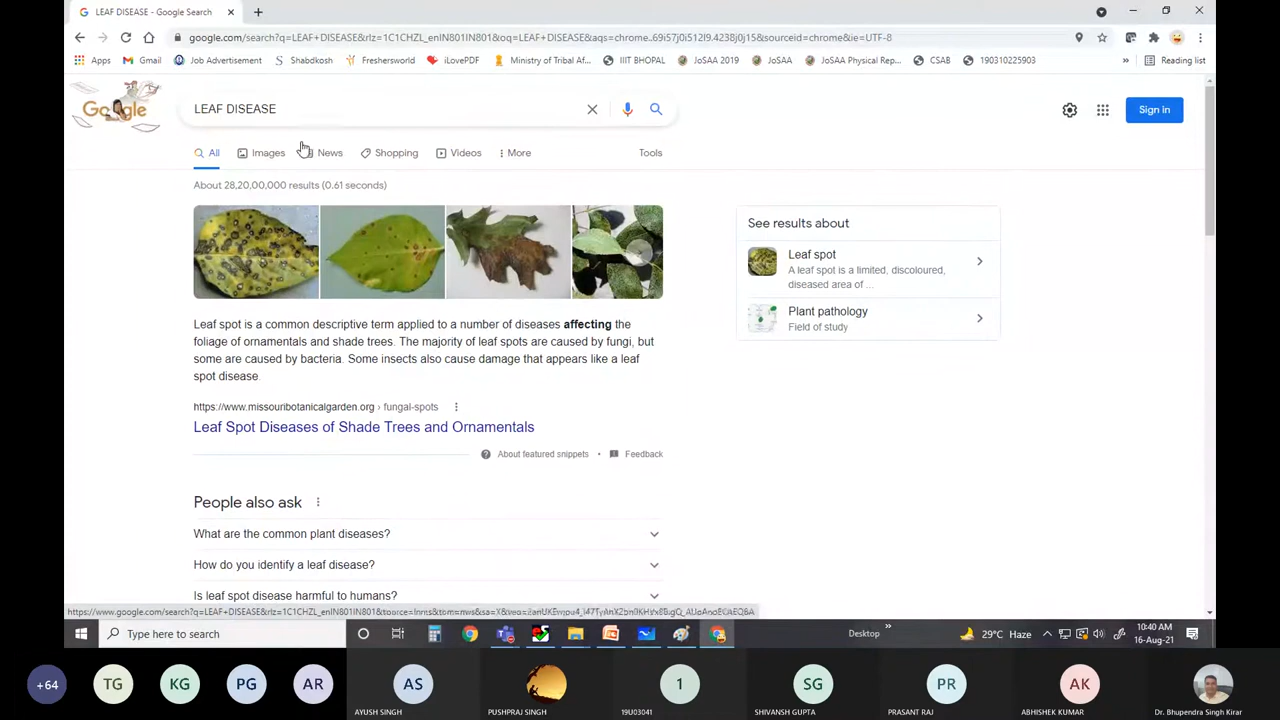 LEAF DISEASE - Google Search
google.com/search?q=LEAF+DISEASE&rlz=1C1CHZL_enIN801IN801&oq=LEAF+DISEASE&aqs=chrome..69i57j0i512l9.4238j0j15&sourceid=chrome&ie=UTF-8
Apps Gmail Job Advertisement Shabdkosh Freshersworld iLovePDF Ministry of Tribal Af... IIIT BHOPAL JoSAA 2019 JoSAA JoSAA Physical Rep... CSAB 190310225903 » Reading list
Google
LEAF DISEASE
Sign in
All Images News Shopping Videos More Tools
About 28,20,00,000 results (0.61 seconds)
See results about
Leaf spot
A leaf spot is a limited, discoloured,
diseased area of ...
Plant pathology
Field of study
Leaf spot is a common descriptive term applied to a number of diseases affecting the
foliage of ornamentals and shade trees. The majority of leaf spots are caused by fungi, but
some are caused by bacteria. Some insects also cause damage that appears like a leaf
spot disease.
https://www.missouribotanicalgarden.org › fungal-spots
Leaf Spot Diseases of Shade Trees and Ornamentals
About featured snippets • Feedback
People also ask
What are the common plant diseases?
How do you identify a leaf disease?
Is leaf spot disease harmful to humans?
Type here to search
Desktop » 29°C Haze
10:40 AM
16-Aug-21
+64 TG KG PG AR AS 1 SG PR AK
AYUSH SINGH PUSHPRAJ SINGH 19U03041 SHIVANSH GUPTA PRASANT RAJ ABHISHEK KUMAR Dr. Bhupendra Singh Kirar